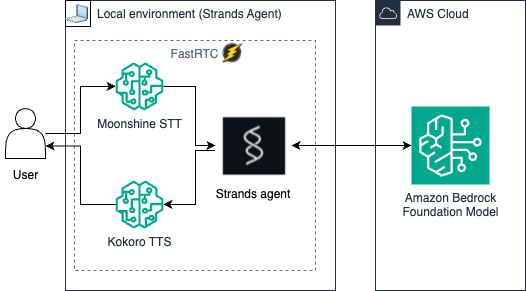 Local environment (Strands Agent)
AWS Cloud
FastRTC
Moonshine STT
User
Strands agent
Kokoro TTS
Amazon Bedrock
Foundation Model